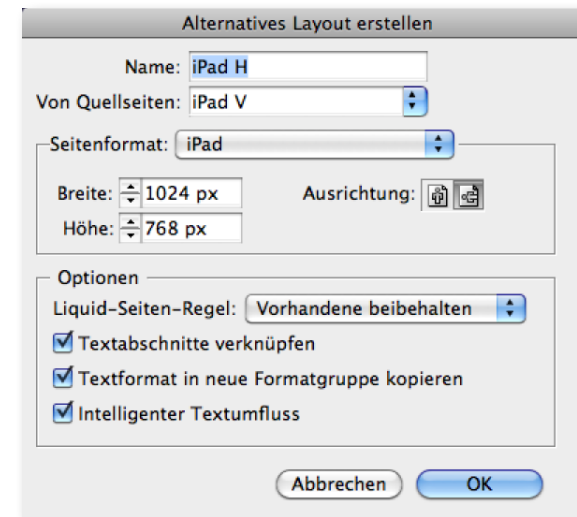 Alternatives Layout erstellen
Name: iPad H
Von Quellseiten: iPad V
Seitenformat: iPad
Breite: 1024 px Ausrichtung:
Höhe: 768 px
Optionen
Liquid-Seiten-Regel: Vorhandene beibehalten
Textabschnitte verknüpfen
Textformat in neue Formatgruppe kopieren
Intelligenter Textumfluss
Abbrechen OK